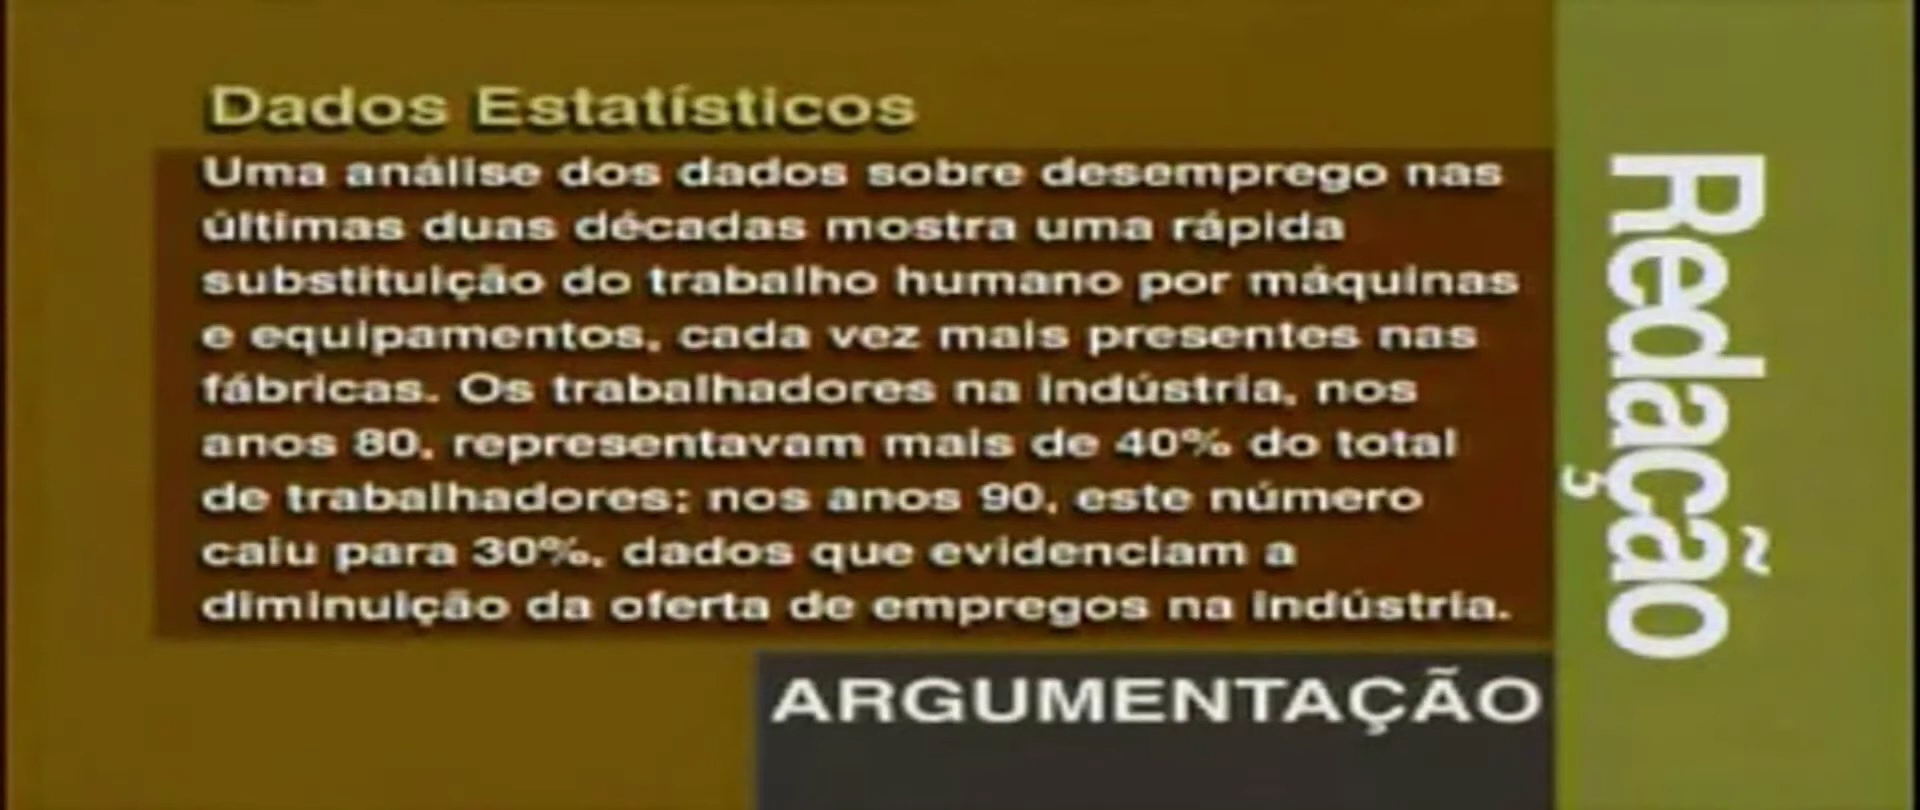 Dados Estatísticos
Uma análise dos dados sobre desemprego nas
últimas duas décadas mostra uma rápida
substituição do trabalho humano por máquinas
e equipamentos, cada vez mais presentes nas
fábricas. Os trabalhadores na indústria, nos
anos 80, representavam mais de 40% do total
de trabalhadores; nos anos 90, este número
caiu para 30%, dados que evidenciam a
diminuição da oferta de empregos na indústria.
ARGUMENTAÇÃO
Redação